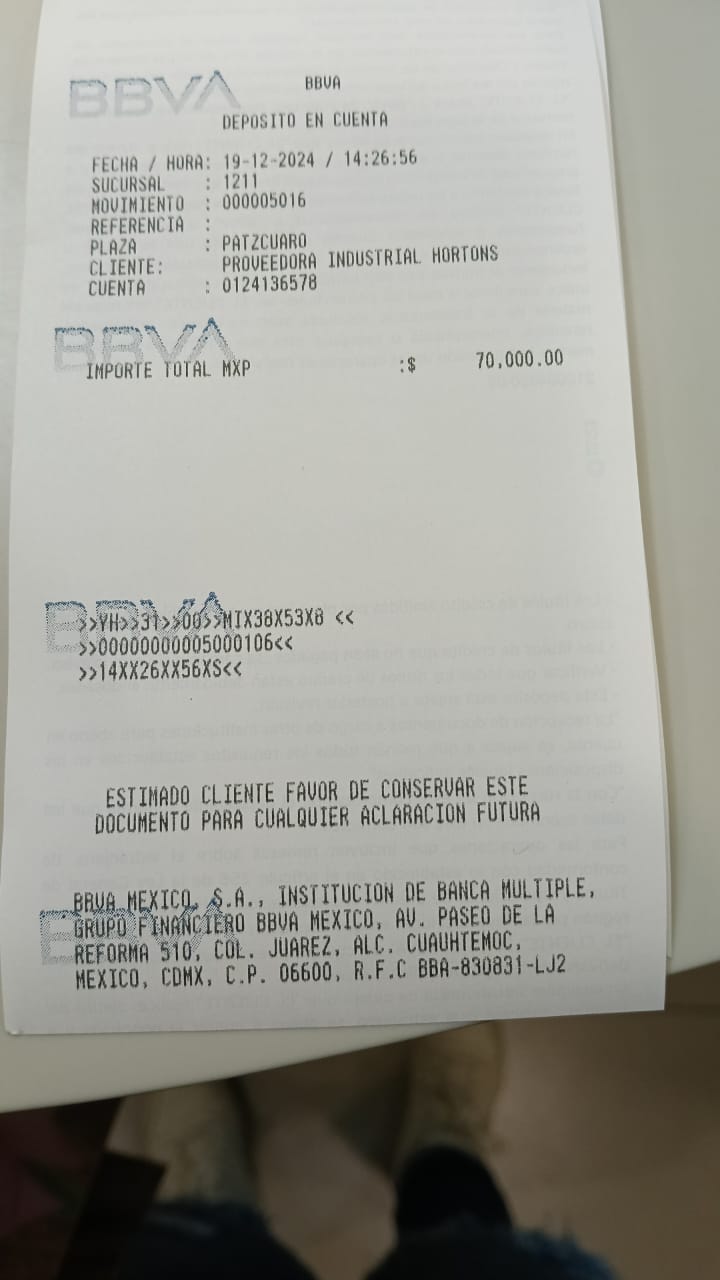 BBVA
BBVA
DEPOSITO EN CUENTA
FECHA / HORA: 19-12-2024 / 14:26:56
SUCURSAL : 1211
MOVIMIENTO : 000005016
REFERENCIA :
PLAZA : PATZCUARO
CLIENTE: PROVEEDORA INDUSTRIAL HORTONS
CUENTA : 0124136578
BBVA
IMPORTE TOTAL MXP :$ 70,000.00
BBVA
>>YH>>31>>00>>MIX38X53X8 <<
>>00000000005000106<<
>>14XX26XX56XS<<
ESTIMADO CLIENTE FAVOR DE CONSERVAR ESTE
DOCUMENTO PARA CUALQUIER ACLARACION FUTURA
BBVA MEXICO, S.A., INSTITUCION DE BANCA MULTIPLE,
GRUPO FINANCIERO BBVA MEXICO, AV. PASEO DE LA
REFORMA 510, COL. JUAREZ, ALC. CUAUHTEMOC,
MEXICO, CDMX, C.P. 06600, R.F.C BBA-830831-LJ2